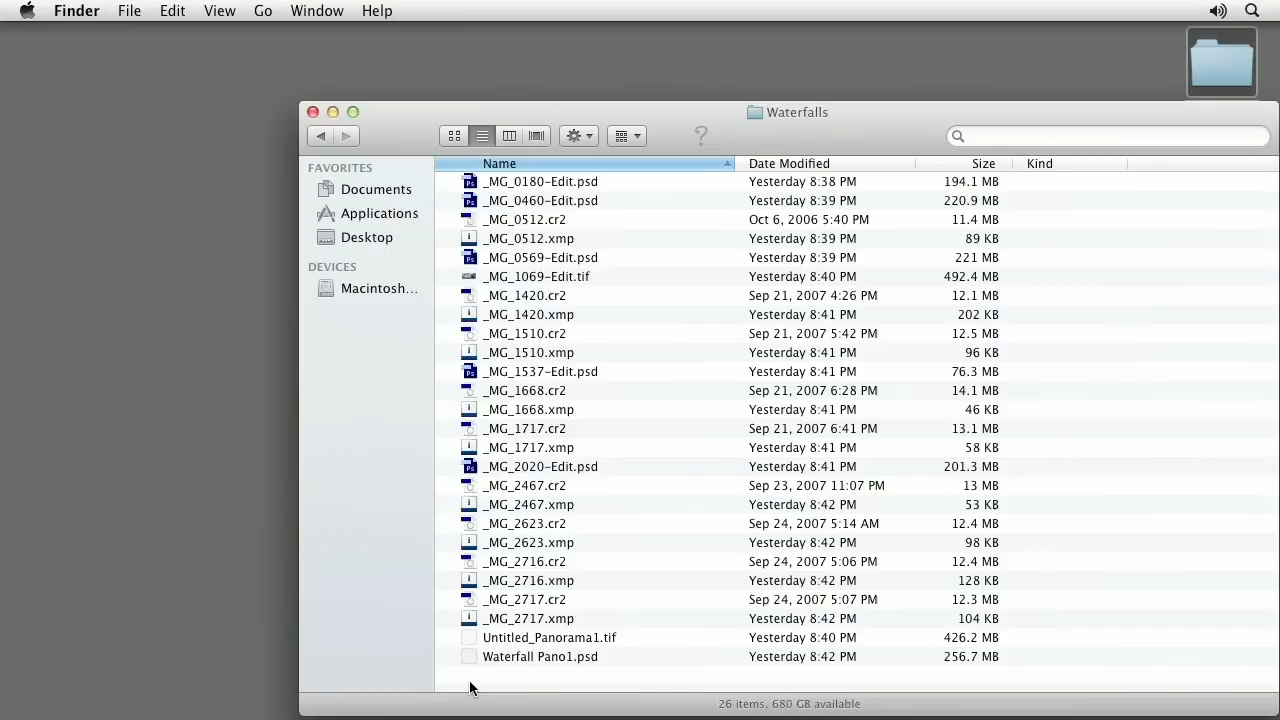 Finder File Edit View Go Window Help
Waterfalls
FAVORITES
Documents
Applications
Desktop
DEVICES
Macintosh...
Name Date Modified Size Kind
_MG_0180-Edit.psd Yesterday 8:38 PM 194.1 MB
_MG_0460-Edit.psd Yesterday 8:39 PM 220.9 MB
_MG_0512.cr2 Oct 6, 2006 5:40 PM 11.4 MB
_MG_0512.xmp Yesterday 8:39 PM 89 KB
_MG_0569-Edit.psd Yesterday 8:39 PM 221 MB
_MG_1069-Edit.tif Yesterday 8:40 PM 492.4 MB
_MG_1420.cr2 Sep 21, 2007 4:26 PM 12.1 MB
_MG_1420.xmp Yesterday 8:41 PM 202 KB
_MG_1510.cr2 Sep 21, 2007 5:42 PM 12.5 MB
_MG_1510.xmp Yesterday 8:41 PM 96 KB
_MG_1537-Edit.psd Yesterday 8:41 PM 76.3 MB
_MG_1668.cr2 Sep 21, 2007 6:28 PM 14.1 MB
_MG_1668.xmp Yesterday 8:41 PM 46 KB
_MG_1717.cr2 Sep 21, 2007 6:41 PM 13.1 MB
_MG_1717.xmp Yesterday 8:41 PM 58 KB
_MG_2020-Edit.psd Yesterday 8:41 PM 201.3 MB
_MG_2467.cr2 Sep 23, 2007 11:07 PM 13 MB
_MG_2467.xmp Yesterday 8:42 PM 53 KB
_MG_2623.cr2 Sep 24, 2007 5:14 AM 12.4 MB
_MG_2623.xmp Yesterday 8:42 PM 98 KB
_MG_2716.cr2 Sep 24, 2007 5:06 PM 12.4 MB
_MG_2716.xmp Yesterday 8:42 PM 128 KB
_MG_2717.cr2 Sep 24, 2007 5:07 PM 12.3 MB
_MG_2717.xmp Yesterday 8:42 PM 104 KB
Untitled_Panorama1.tif Yesterday 8:40 PM 426.2 MB
Waterfall Pano1.psd Yesterday 8:42 PM 256.7 MB
26 items, 680 GB available